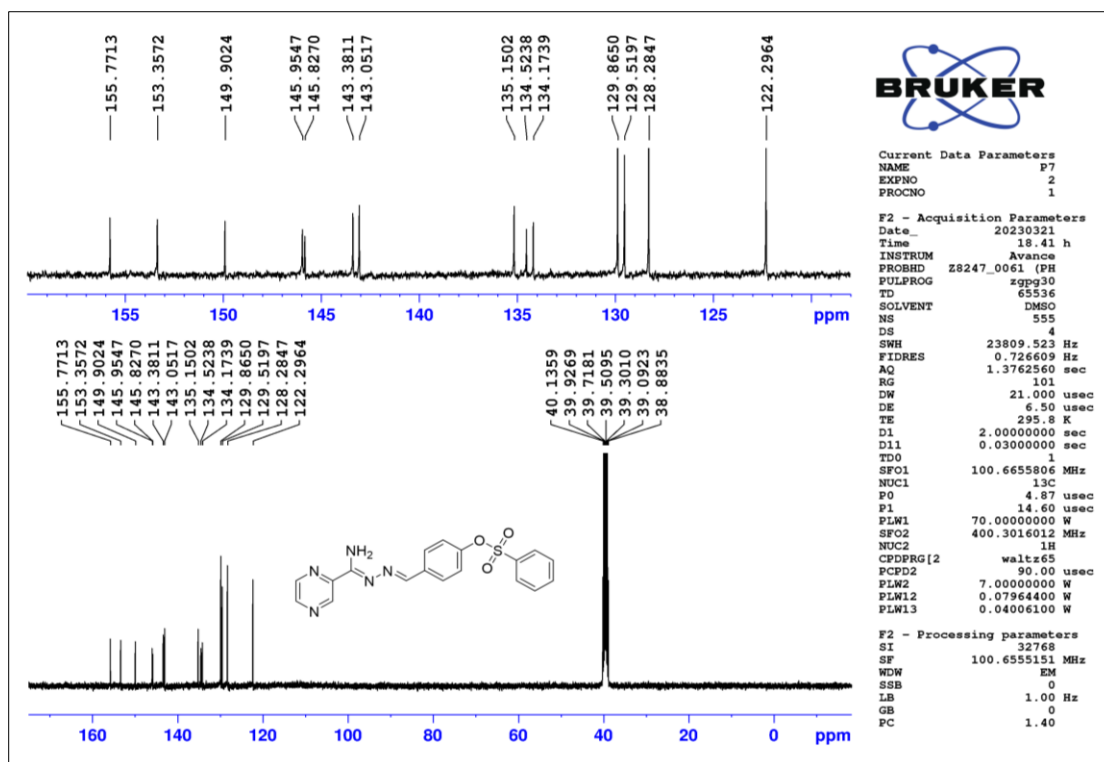 155.7713
153.3572
149.9024
145.9547
145.8270
143.3811
143.0517
135.1502
134.5238
134.1739
129.8650
129.5197
128.2847
122.2964
155 150 145 140 135 130 125 ppm
155.7713
153.3572
149.9024
145.9547
145.8270
143.3811
143.0517
135.1502
134.5238
134.1739
129.8650
129.5197
128.2847
122.2964
40.1359
39.9269
39.7181
39.5095
39.3010
39.0923
38.8835
NH2
O
O
S
O
N
N
N
N
160 140 120 100 80 60 40 20 0 ppm
BRUKER
Current Data Parameters
NAME P7
EXPNO 2
PROCNO 1
F2 - Acquisition Parameters
Date_ 20230321
Time 18.41 h
INSTRUM Avance
PROBHD Z8247_0061 (PH
PULPROG zgpg30
TD 65536
SOLVENT DMSO
NS 555
DS 4
SWH 23809.523 Hz
FIDRES 0.726609 Hz
AQ 1.3762560 sec
RG 101
DW 21.000 usec
DE 6.50 usec
TE 295.8 K
D1 2.00000000 sec
D11 0.03000000 sec
TD0 1
SFO1 100.6655806 MHz
NUC1 13C
P0 4.87 usec
P1 14.60 usec
PLW1 70.00000000 W
SFO2 400.3016012 MHz
NUC2 1H
CPDPRG[2 waltz65
PCPD2 90.00 usec
PLW2 7.00000000 W
PLW12 0.07964400 W
PLW13 0.04006100 W
F2 - Processing parameters
SI 32768
SF 100.6555151 MHz
WDW EM
SSB 0
LB 1.00 Hz
GB 0
PC 1.40